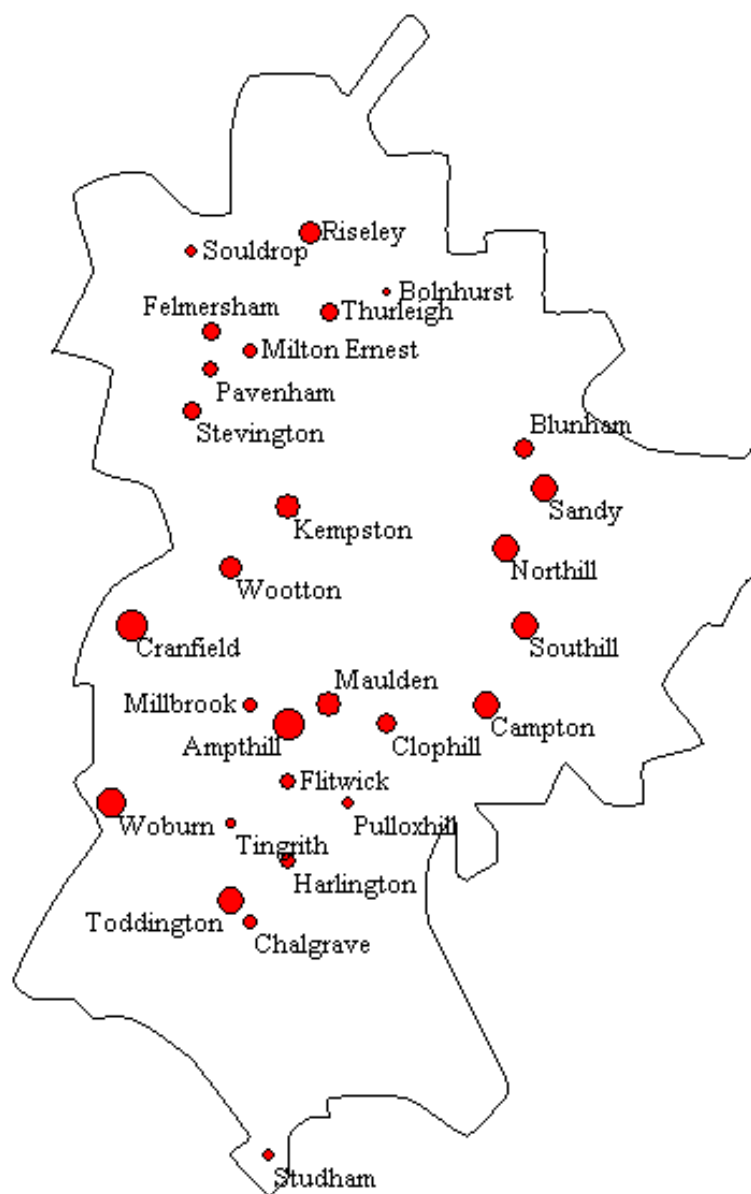 Riseley
Souldrop
Bolnhurst
Felmersham
Thurleigh
Milton Ernest
Pavenham
Stevington
Blunham
Sandy
Kempston
Northill
Wootton
Cranfield
Southill
Maulden
Millbrook
Campton
Ampthill
Clophill
Flitwick
Woburn
Pulloxhill
Tingrith
Harlington
Toddington
Chalgrave
Studham